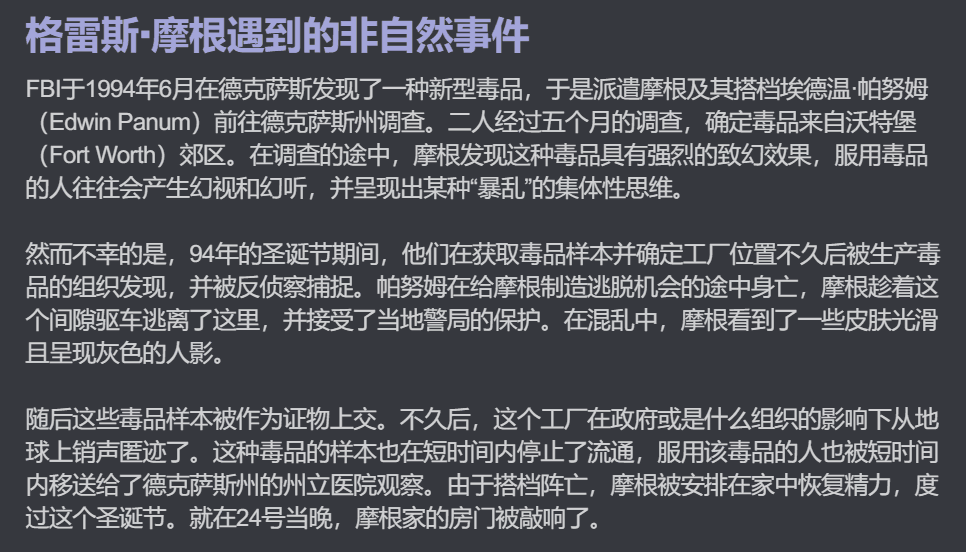 格雷斯·摩根遇到的非自然事件
FBI于1994年6月在德克萨斯发现了一种新型毒品，于是派遣摩根及其搭档埃德温·帕努姆
（Edwin Panum）前往德克萨斯州调查。二人经过五个月的调查，确定毒品来自沃特堡
（Fort Worth）郊区。在调查的途中，摩根发现这种毒品具有强烈的致幻效果，服用毒品
的人往往会产生幻视和幻听，并呈现出某种“暴乱”的集体性思维。
然而不幸的是，94年的圣诞节期间，他们在获取毒品样本并确定工厂位置不久后被生产毒
品的组织发现，并被反侦察捕捉。帕努姆在给摩根制造逃脱机会的途中身亡，摩根趁着这
个间隙驱车逃离了这里，并接受了当地警局的保护。在混乱中，摩根看到了一些皮肤光滑
且呈现灰色的人影。
随后这些毒品样本被作为证物上交。不久后，这个工厂在政府或是什么组织的影响下从地
球上销声匿迹了。这种毒品的样本也在短时间内停止了流通，服用该毒品的人也被短时间
内移送给了德克萨斯州的州立医院观察。由于搭档阵亡，摩根被安排在家中恢复精力，度
过这个圣诞节。就在24号当晚，摩根家的房门被敲响了。